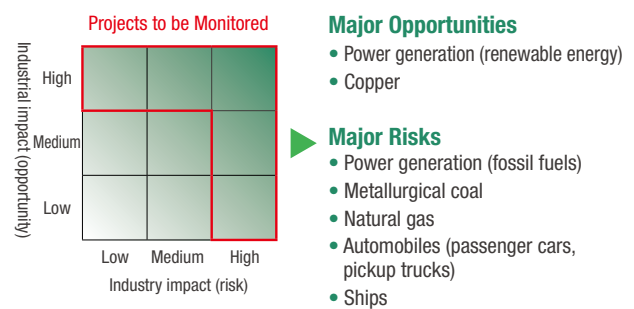 Projects to be Monitored
Industrial impact (opportunity)
High
Medium
Low
Low Medium High
Industry impact (risk)
Major Opportunities
• Power generation (renewable energy)
• Copper
Major Risks
• Power generation (fossil fuels)
• Metallurgical coal
• Natural gas
• Automobiles (passenger cars,
pickup trucks)
• Ships